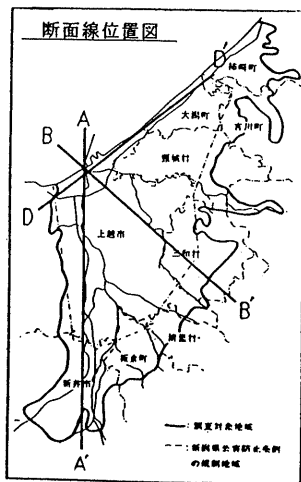 断面線位置図
D'
柿崎町
A
大潟町
吉川町
B
頸城村
D
上越市
三和村
B'
清里村
板倉町
新井市
A'
調査対象地域
新潟県公害防止条例
の規制地域